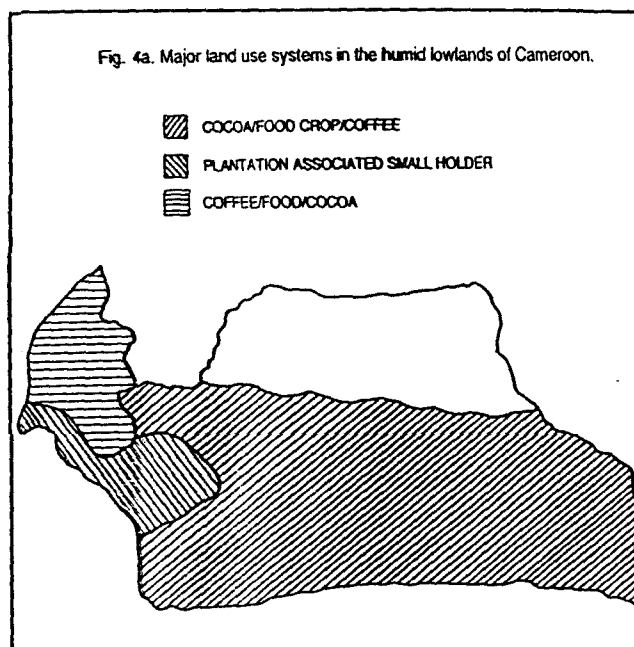 Fig. 4a. Major land use systems in the humid lowlands of Cameroon.
COCOA/FOOD CROP/COFFEE
PLANTATION ASSOCIATED SMALL HOLDER
COFFEE/FOOD/COCOA